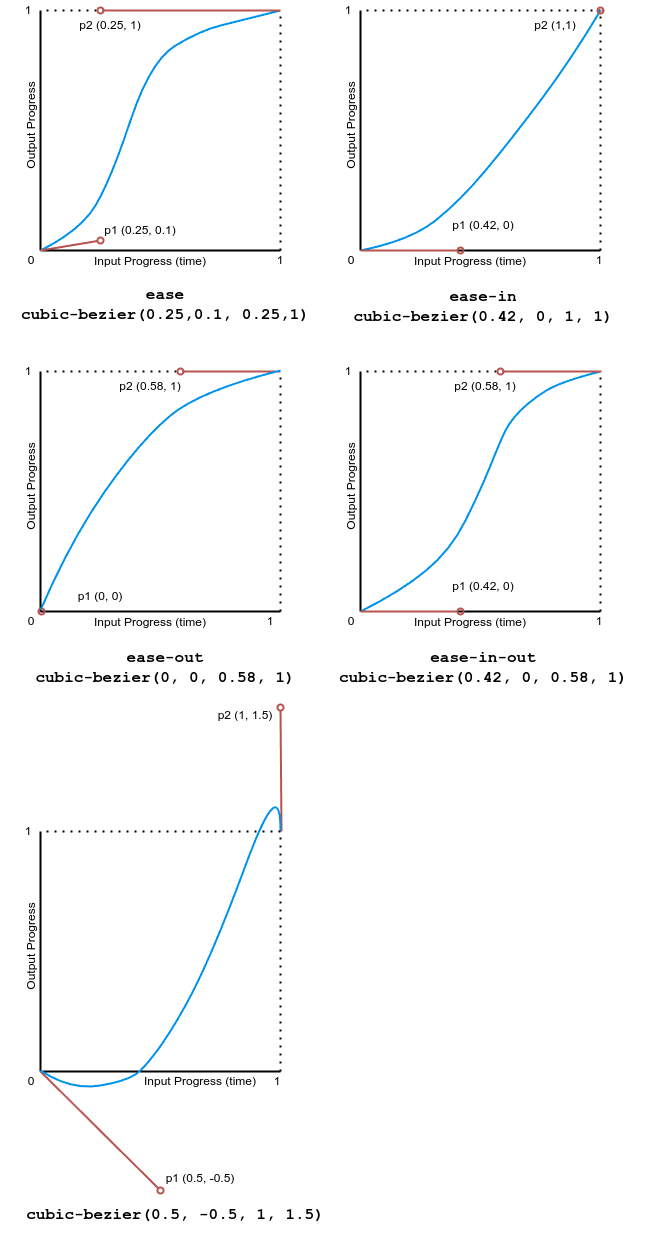 1
p2 (0.25, 1)
Output Progress
p1 (0.25, 0.1)
0
Input Progress (time)
1
ease
cubic-bezier(0.25,0.1, 0.25,1)
1
p2 (1,1)
Output Progress
p1 (0.42, 0)
0
Input Progress (time)
1
ease-in
cubic-bezier(0.42, 0, 1, 1)
1
p2 (0.58, 1)
Output Progress
p1 (0, 0)
0
Input Progress (time)
1
ease-out
cubic-bezier(0, 0, 0.58, 1)
1
p2 (0.58, 1)
Output Progress
p1 (0.42, 0)
0
Input Progress (time)
1
ease-in-out
cubic-bezier(0.42, 0, 0.58, 1)
p2 (1, 1.5)
1
Output Progress
0
Input Progress (time)
1
p1 (0.5, -0.5)
cubic-bezier(0.5, -0.5, 1, 1.5)